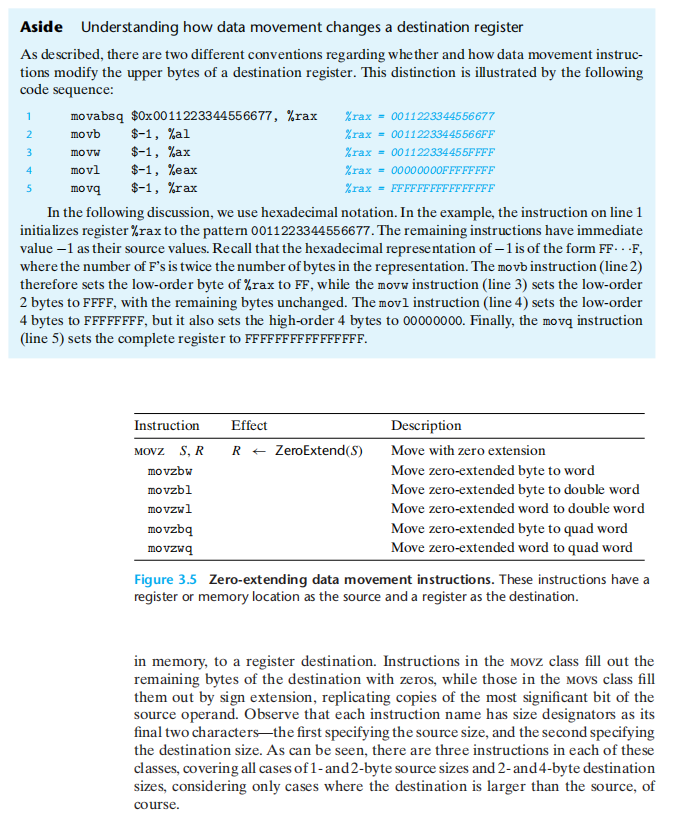 Aside Understanding how data movement changes a destination register
As described, there are two different conventions regarding whether and how data movement instruc-
tions modify the upper bytes of a destination register. This distinction is illustrated by the following
code sequence:
1 movabsq $0x0011223344556677, %rax %rax = 0011223344556677
2 movb $-1, %al %rax = 00112233445566FF
3 movw $-1, %ax %rax = 001122334455FFFF
4 movl $-1, %eax %rax = 00000000FFFFFFFF
5 movq $-1, %rax %rax = FFFFFFFFFFFFFFFF
In the following discussion, we use hexadecimal notation. In the example, the instruction on line 1
initializes register %rax to the pattern 0011223344556677. The remaining instructions have immediate
value −1 as their source values. Recall that the hexadecimal representation of −1 is of the form FF···F,
where the number of F's is twice the number of bytes in the representation. The movb instruction (line 2)
therefore sets the low-order byte of %rax to FF, while the movw instruction (line 3) sets the low-order
2 bytes to FFFF, with the remaining bytes unchanged. The movl instruction (line 4) sets the low-order
4 bytes to FFFFFFFF, but it also sets the high-order 4 bytes to 00000000. Finally, the movq instruction
(line 5) sets the complete register to FFFFFFFFFFFFFFFF.
Instruction Effect Description
MOVZ S, R R ← ZeroExtend(S) Move with zero extension
movzbw Move zero-extended byte to word
movzbl Move zero-extended byte to double word
movzwl Move zero-extended word to double word
movzbq Move zero-extended byte to quad word
movzwq Move zero-extended word to quad word
Figure 3.5 Zero-extending data movement instructions. These instructions have a
register or memory location as the source and a register as the destination.
in memory, to a register destination. Instructions in the MOVZ class fill out the
remaining bytes of the destination with zeros, while those in the MOVS class fill
them out by sign extension, replicating copies of the most significant bit of the
source operand. Observe that each instruction name has size designators as its
final two characters—the first specifying the source size, and the second specifying
the destination size. As can be seen, there are three instructions in each of these
classes, covering all cases of 1- and 2-byte source sizes and 2- and 4-byte destination
sizes, considering only cases where the destination is larger than the source, of
course.